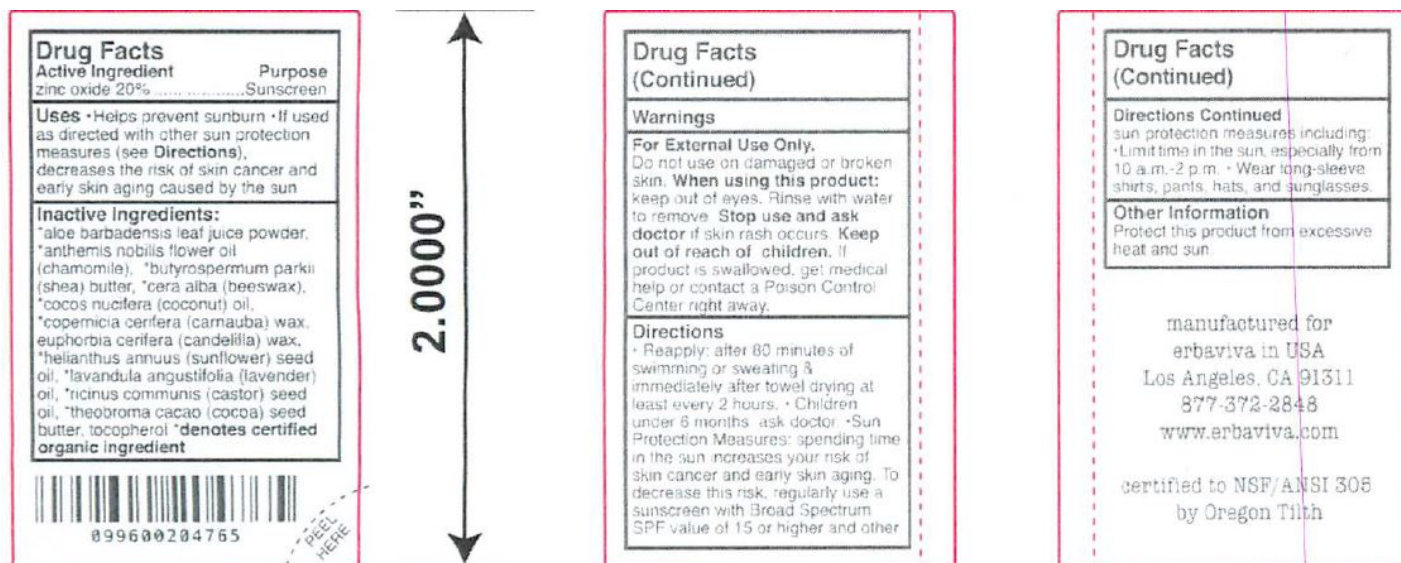 Drug Facts
Active Ingredient Purpose
zinc oxide 20% ..................Sunscreen
Uses •Helps prevent sunburn •If used
as directed with other sun protection
measures (see Directions),
decreases the risk of skin cancer and
early skin aging caused by the sun
Inactive Ingredients:
*aloe barbadensis leaf juice powder,
*anthemis nobilis flower oil
(chamomile), *butyrospermum parkii
(shea) butter, *cera alba (beeswax),
*cocos nucifera (coconut) oil,
*copernicia cerifera (carnauba) wax,
euphorbia cerifera (candelilla) wax,
*helianthus annuus (sunflower) seed
oil, *lavandula angustifolia (lavender)
oil, *ricinus communis (castor) seed
oil, *theobroma cacao (cocoa) seed
butter, tocopherol *denotes certified
organic ingredient
099600204765
PEEL
HERE
2.0000"
Drug Facts
(Continued)
Warnings
For External Use Only.
Do not use on damaged or broken
skin. When using this product:
keep out of eyes. Rinse with water
to remove. Stop use and ask
doctor if skin rash occurs. Keep
out of reach of children. If
product is swallowed, get medical
help or contact a Poison Control
Center right away.
Directions
• Reapply: after 80 minutes of
swimming or sweating &
immediately after towel drying at
least every 2 hours. • Children
under 6 months ask doctor •Sun
Protection Measures: spending time
in the sun increases your risk of
skin cancer and early skin aging. To
decrease this risk, regularly use a
sunscreen with Broad Spectrum
SPF value of 15 or higher and other
Drug Facts
(Continued)
Directions Continued
sun protection measures including:
•Limit time in the sun, especially from
10 a.m.-2 p.m. • Wear long-sleeve
shirts, pants, hats, and sunglasses.
Other Information
Protect this product from excessive
heat and sun
manufactured for
erbaviva in USA
Los Angeles, CA 91311
877-372-2848
www.erbaviva.com
certified to NSF/ANSI 305
by Oregon Tilth